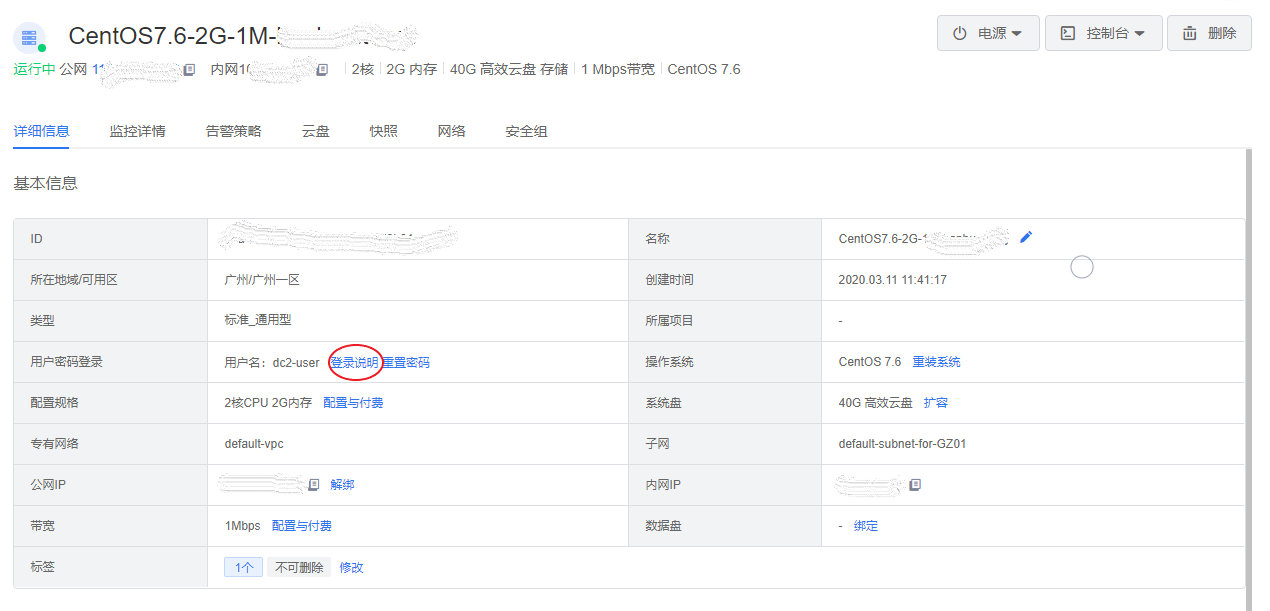 CentOS7.6-2G-1M-
电源 控制台 删除
运行中 公网 内网 2核 2G 内存 40G 高效云盘 存储 1 Mbps带宽 CentOS 7.6
详细信息 监控详情 告警策略 云盘 快照 网络 安全组
基本信息
ID 名称 CentOS7.6-2G-
所在地域/可用区 广州/广州一区 创建时间 2020.03.11 11:41:17
类型 标准_通用型 所属项目 -
用户密码登录 用户名：dc2-user 登录说明 重置密码 操作系统 CentOS 7.6 重装系统
配置规格 2核CPU 2G内存 配置与付费 系统盘 40G 高效云盘 扩容
专有网络 default-vpc 子网 default-subnet-for-GZ01
公网IP 解绑 内网IP
带宽 1Mbps 配置与付费 数据盘 - 绑定
标签 1个 不可删除 修改